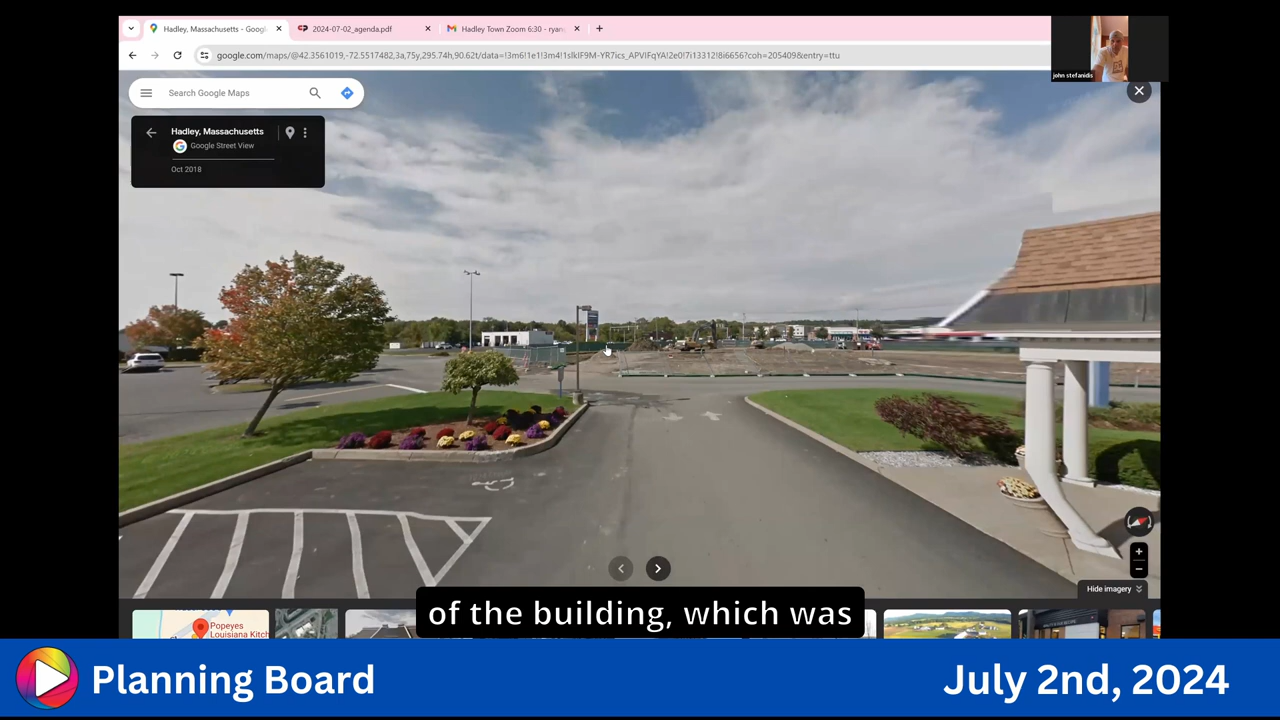 Hadley, Massachusetts - Googl
2024-07-02_agenda.pdf
Hadley Town Zoom 6:30 - ryan
google.com/maps/@42.3561019,-72.5517482,3a,75y,295.74h,90.62t/data=!3m6!1e1!3m4!1slkIF9M-YR7ics_APVIFqYA!2e0!7i13312!8i6656?coh=205409&entry=ttu
john stefanidis
Search Google Maps
Hadley, Massachusetts
Google Street View
Oct 2018
Hide imagery
Popeyes
Louisiana Kitch
of the building, which was
Planning Board
July 2nd, 2024